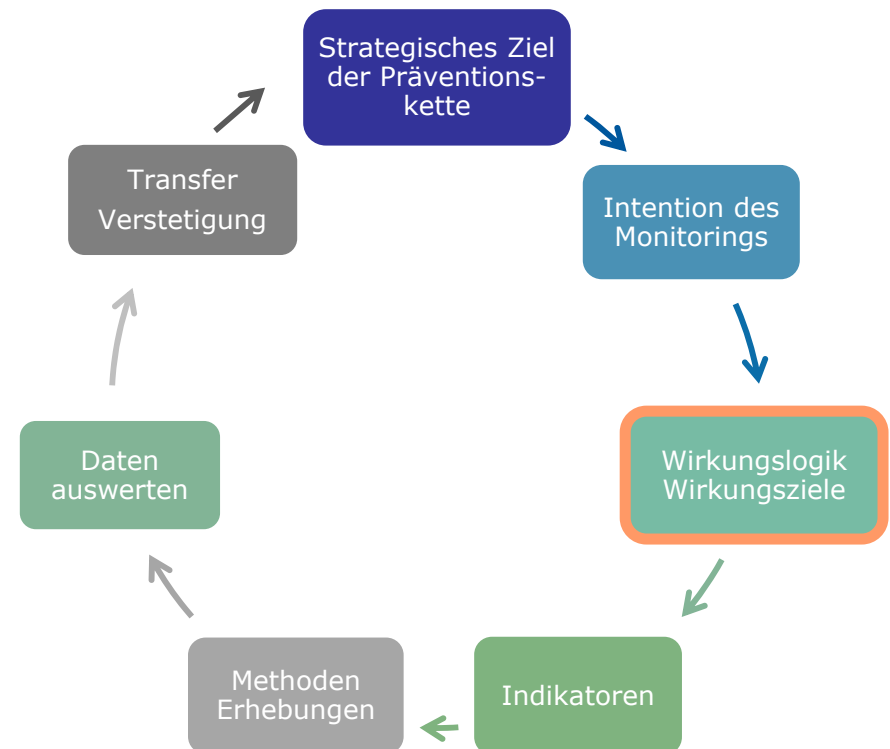 Strategisches Ziel
der Präventions-
kette
Intention des
Monitorings
Wirkungslogik
Wirkungsziele
Indikatoren
Methoden
Erhebungen
Daten
auswerten
Transfer
Verstetigung